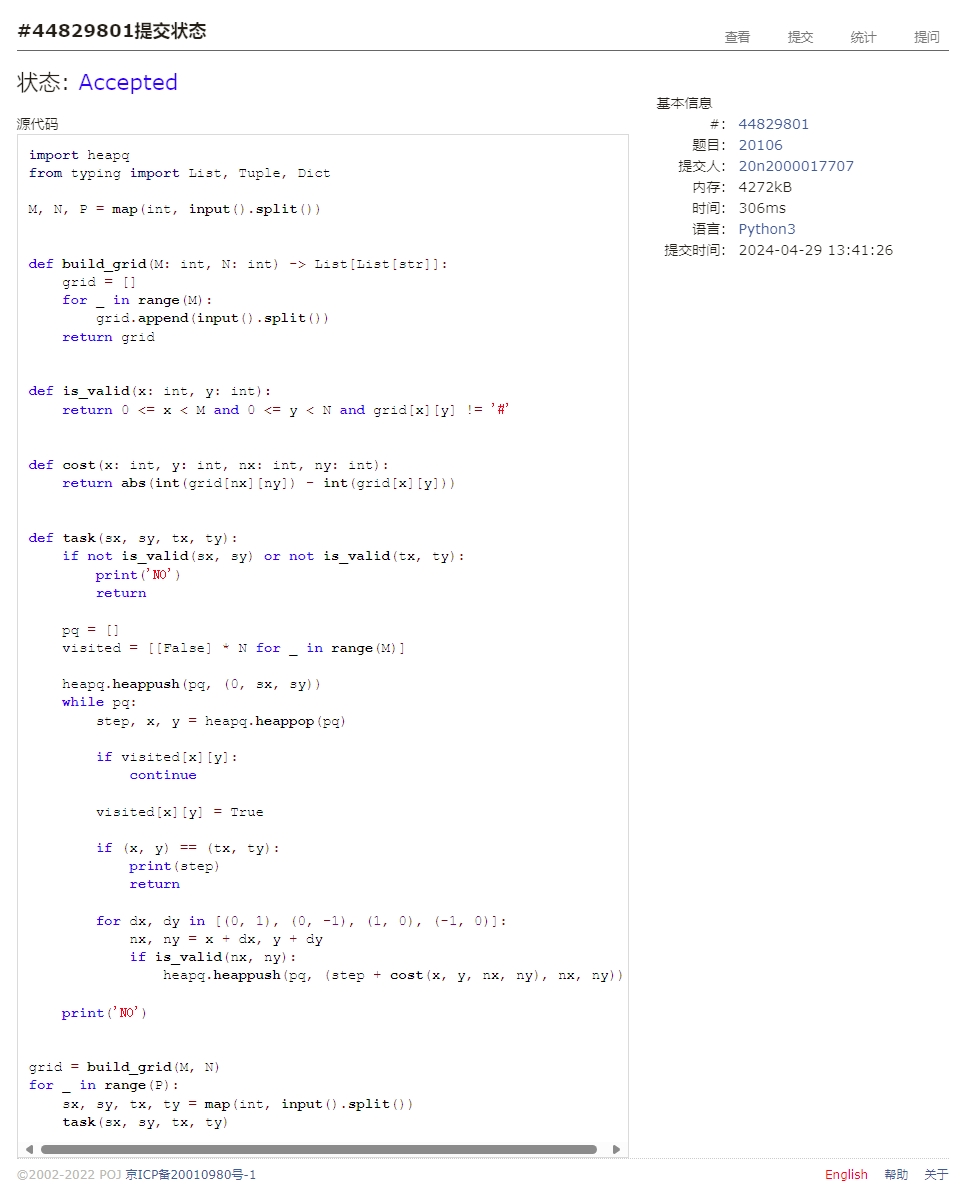 #44829801提交状态
查看 提交 统计 提问
状态: Accepted
源代码
import heapq
from typing import List, Tuple, Dict

M, N, P = map(int, input().split())


def build_grid(M: int, N: int) -> List[List[str]]:
    grid = []
    for _ in range(M):
        grid.append(input().split())
    return grid


def is_valid(x: int, y: int):
    return 0 <= x < M and 0 <= y < N and grid[x][y] != '#'


def cost(x: int, y: int, nx: int, ny: int):
    return abs(int(grid[nx][ny]) - int(grid[x][y]))


def task(sx, sy, tx, ty):
    if not is_valid(sx, sy) or not is_valid(tx, ty):
        print('NO')
        return

    pq = []
    visited = [[False] * N for _ in range(M)]

    heapq.heappush(pq, (0, sx, sy))
    while pq:
        step, x, y = heapq.heappop(pq)

        if visited[x][y]:
            continue

        visited[x][y] = True

        if (x, y) == (tx, ty):
            print(step)
            return

        for dx, dy in [(0, 1), (0, -1), (1, 0), (-1, 0)]:
            nx, ny = x + dx, y + dy
            if is_valid(nx, ny):
                heapq.heappush(pq, (step + cost(x, y, nx, ny), nx, ny))

    print('NO')


grid = build_grid(M, N)
for _ in range(P):
    sx, sy, tx, ty = map(int, input().split())
    task(sx, sy, tx, ty)
基本信息
#: 44829801
题目: 20106
提交人: 20n2000017707
内存: 4272kB
时间: 306ms
语言: Python3
提交时间: 2024-04-29 13:41:26
©2002-2022 POJ 京ICP备20010980号-1
English 帮助 关于